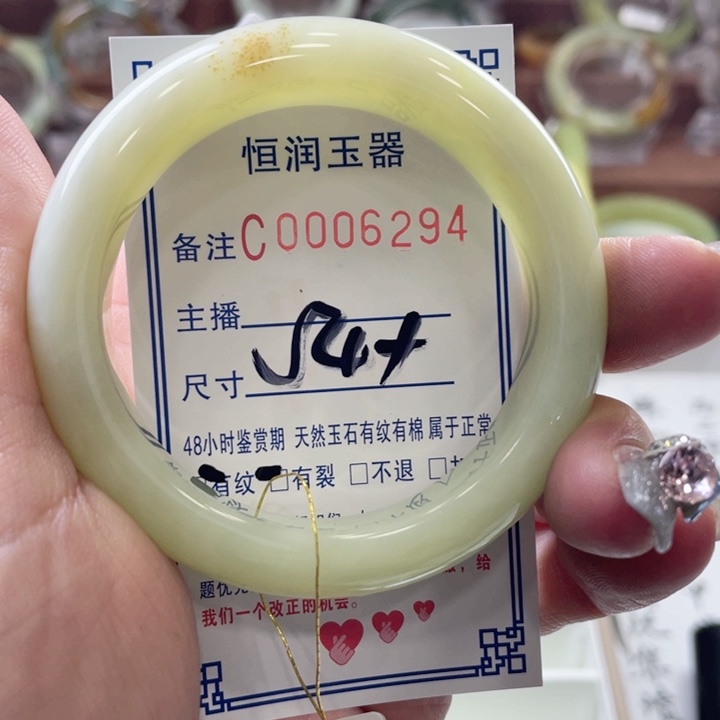 恒润玉器
备注C0006294
主播
尺寸 54+
48小时鉴赏期 天然玉石有纹有棉 属于正常
有纹 □有裂 □不退 □
题优先
给
我们一个改正的机会。